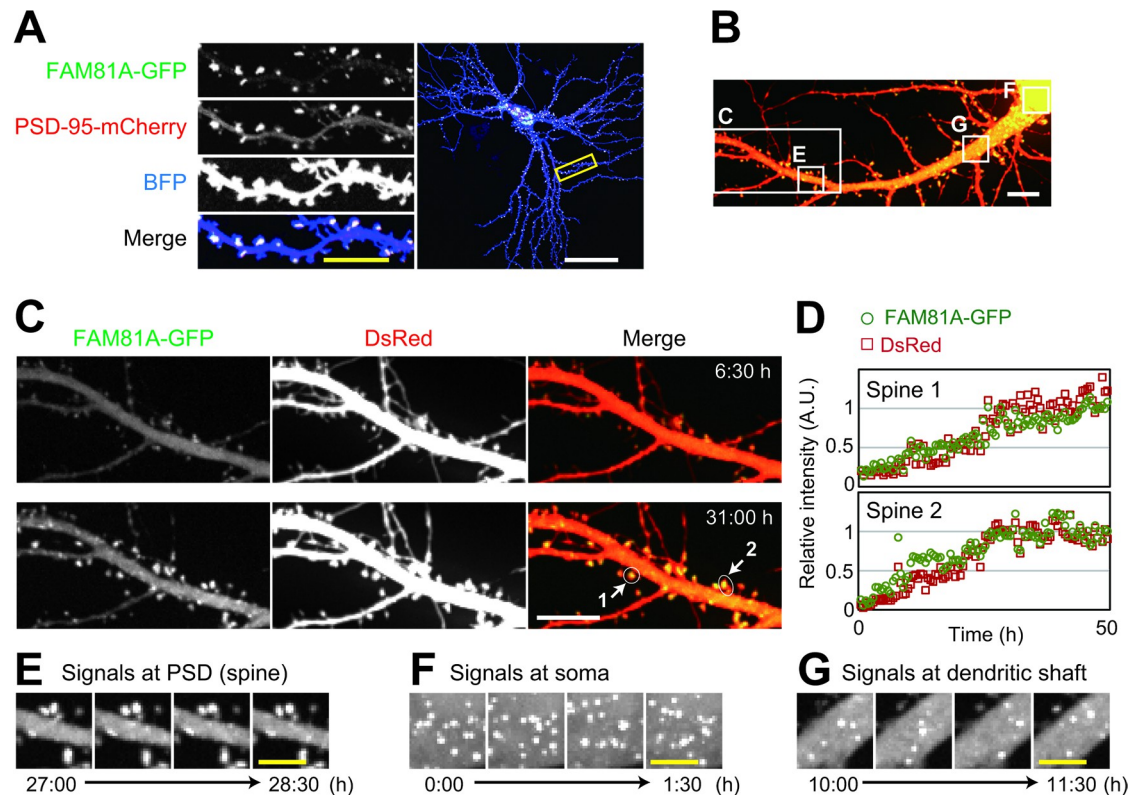 A
FAM81A-GFP
PSD-95-mCherry
BFP
Merge
B
C
E
G
F
C
FAM81A-GFP
DsRed
Merge
6:30 h
31:00 h
1
2
D
FAM81A-GFP
DsRed
Relative intensity (A.U.)
Spine 1
1
0.5
0
Spine 2
1
0.5
0
0
50
Time (h)
E Signals at PSD (spine)
27:00 28:30 (h)
F Signals at soma
0:00 1:30 (h)
G Signals at dendritic shaft
10:00 11:30 (h)